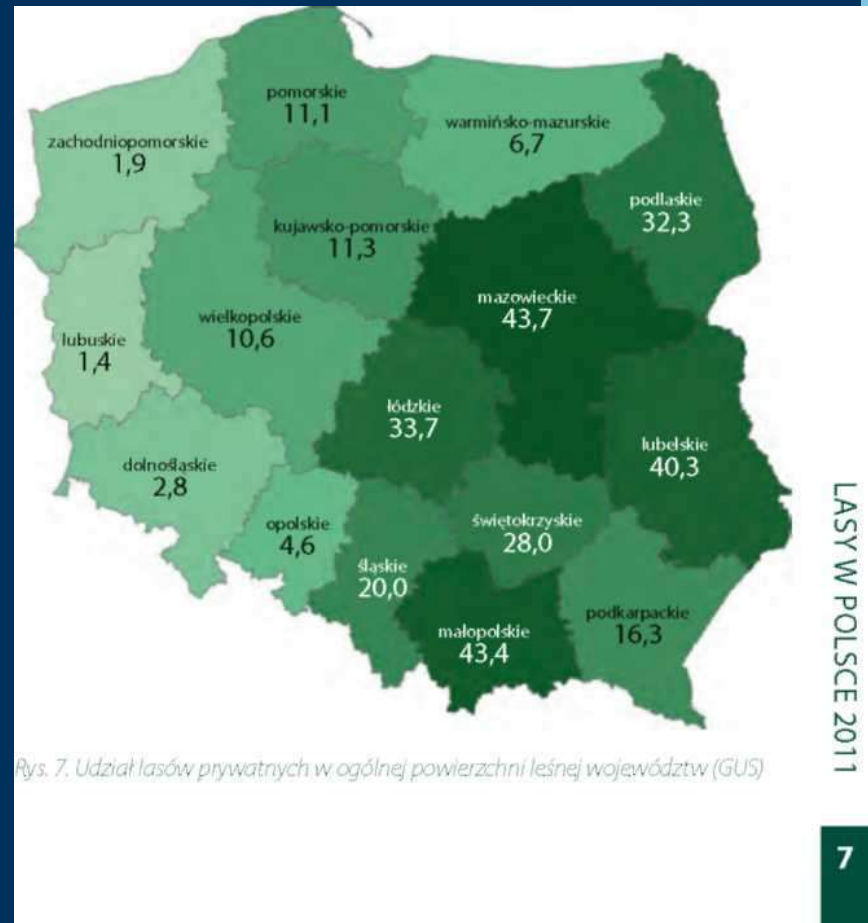 pomorskie
11,1
warmińsko-mazurskie
6,7
zachodniopomorskie
1,9
podlaskie
32,3
kujawsko-pomorskie
11,3
mazowieckie
43,7
wielkopolskie
10,6
lubuskie
1,4
łódzkie
33,7
lubelskie
40,3
dolnośląskie
2,8
opolskie
4,6
świętokrzyskie
28,0
śląskie
20,0
małopolskie
43,4
podkarpackie
16,3
Rys. 7. Udział lasów prywatnych w ogólnej powierzchni leśnej województw (GUS)
LASY W POLSCE 2011
7